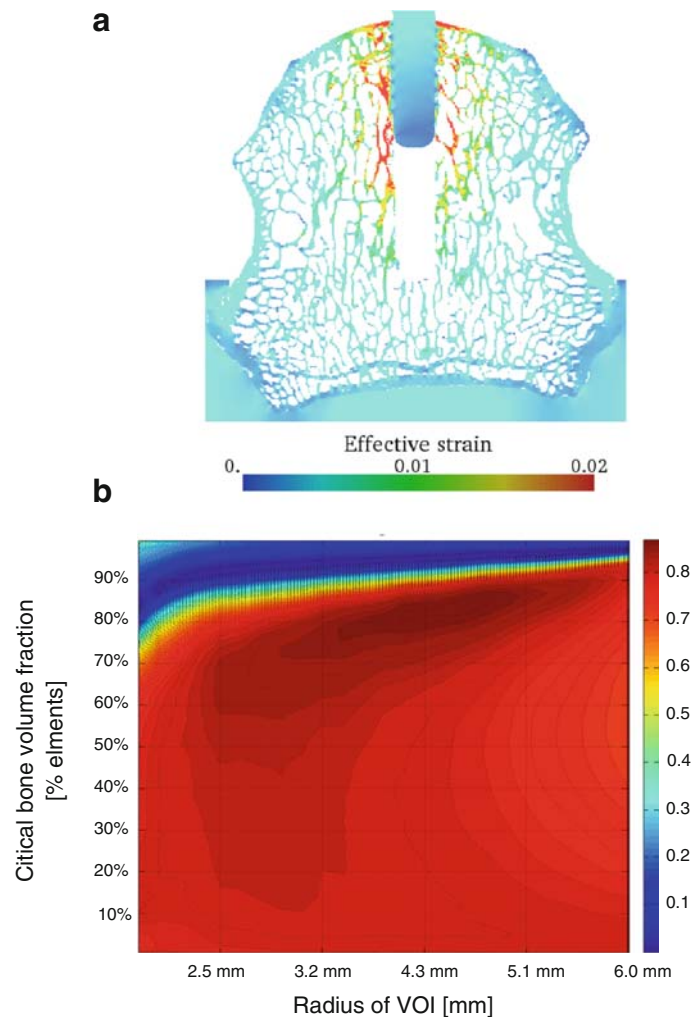 a
Effective strain
0. 0.01 0.02
b
Citical bone volume fraction
[% elments]
90%
80%
70%
60%
50%
40%
30%
20%
10%
0.8
0.7
0.6
0.5
0.4
0.3
0.2
0.1
2.5 mm 3.2 mm 4.3 mm 5.1 mm 6.0 mm
Radius of VOI [mm]